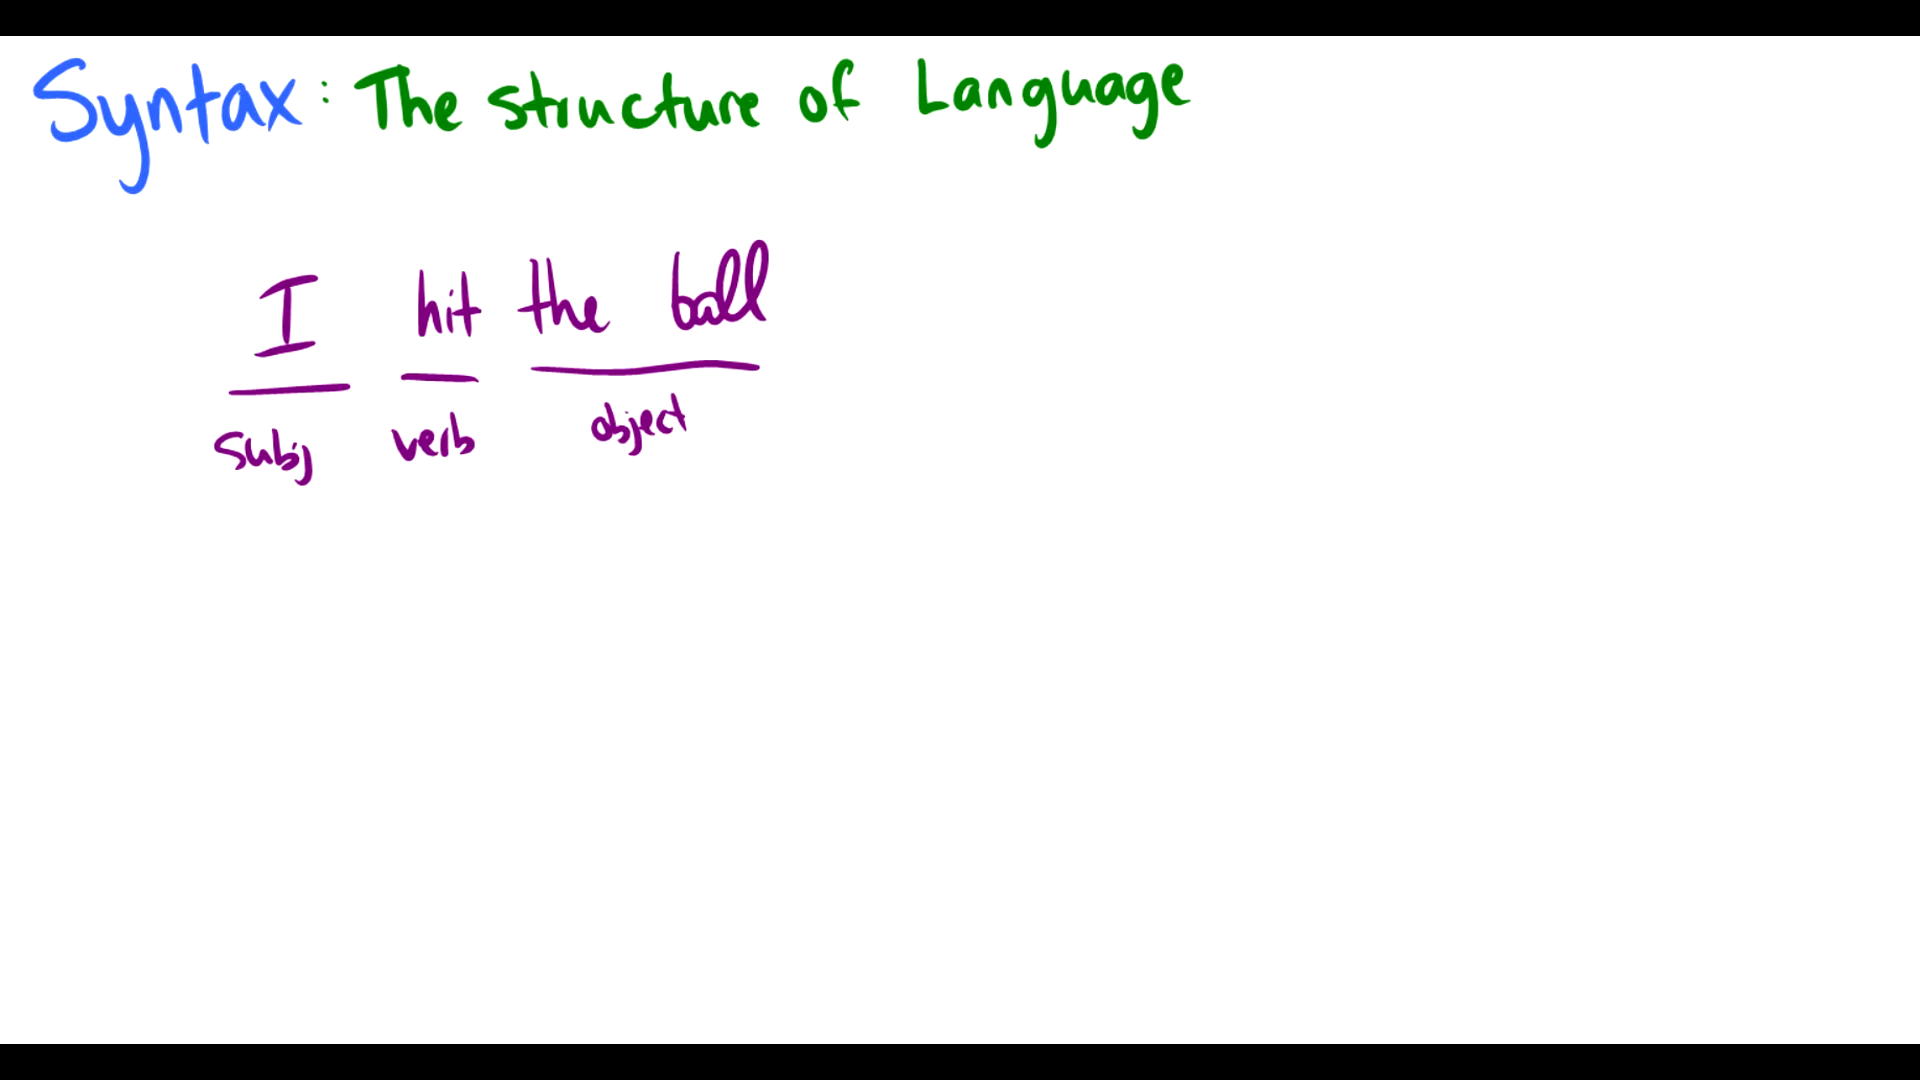 Syntax: The structure of Language
I hit the ball
subj verb object